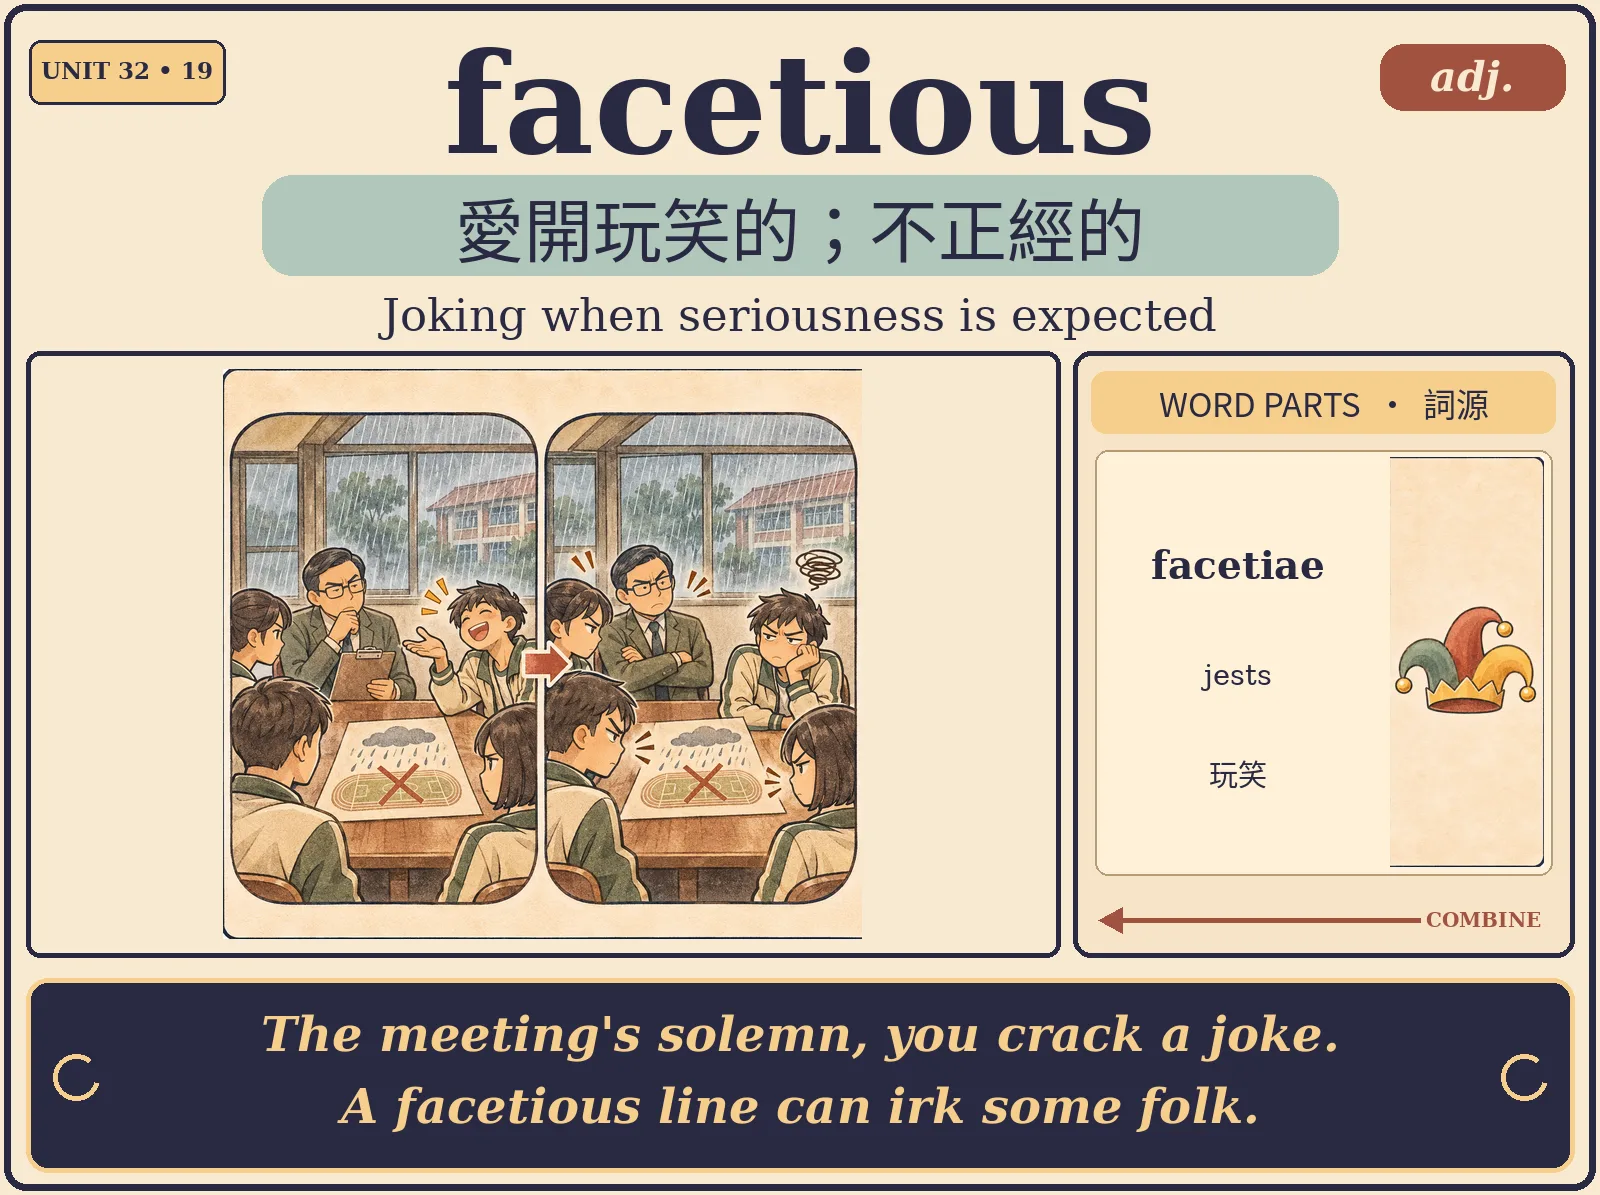 UNIT 32 • 19
facetious
adj.
愛開玩笑的；不正經的
Joking when seriousness is expected
WORD PARTS ・ 詞源
facetiae
jests
玩笑
COMBINE
The meeting's solemn, you crack a joke.
A facetious line can irk some folk.